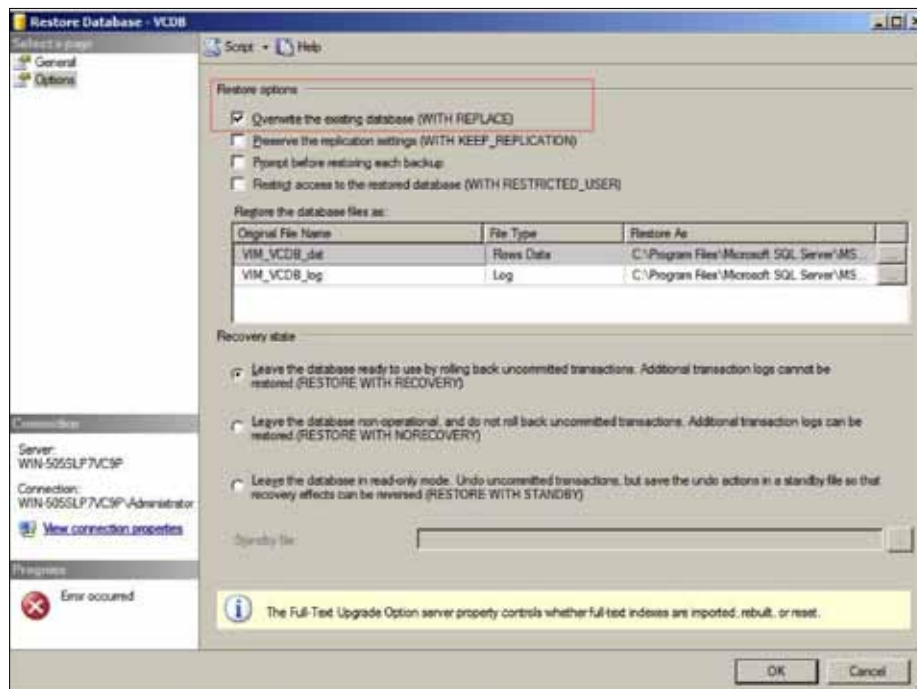 Restore Database - VCDB
Select a page
General
Options
Script
Help
Restore options
Overwrite the existing database (WITH REPLACE)
Preserve the replication settings (WITH KEEP_REPLICATION)
Prompt before restoring each backup
Restrict access to the restored database (WITH RESTRICTED_USER)
Restore the database files as:
Original File Name File Type Restore As
VIM_VCDB_dat Rows Data C:\Program Files\Microsoft SQL Server\MS... ...
VIM_VCDB_log Log C:\Program Files\Microsoft SQL Server\MS... ...
Recovery state
Leave the database ready to use by rolling back uncommitted transactions. Additional transaction logs cannot be
restored.(RESTORE WITH RECOVERY)
Leave the database non-operational, and do not roll back uncommitted transactions. Additional transaction logs can be
restored.(RESTORE WITH NORECOVERY)
Leave the database in read-only mode. Undo uncommitted transactions, but save the undo actions in a standby file so that
recovery effects can be reversed.(RESTORE WITH STANDBY)
Standby file:
Connection
Server:
WIN-505SLP7VC9P
Connection:
WIN-505SLP7VC9P\Administrator
View connection properties
Progress
Error occurred
The Full-Text Upgrade Option server property controls whether full-text indexes are imported, rebuilt, or reset.
OK
Cancel